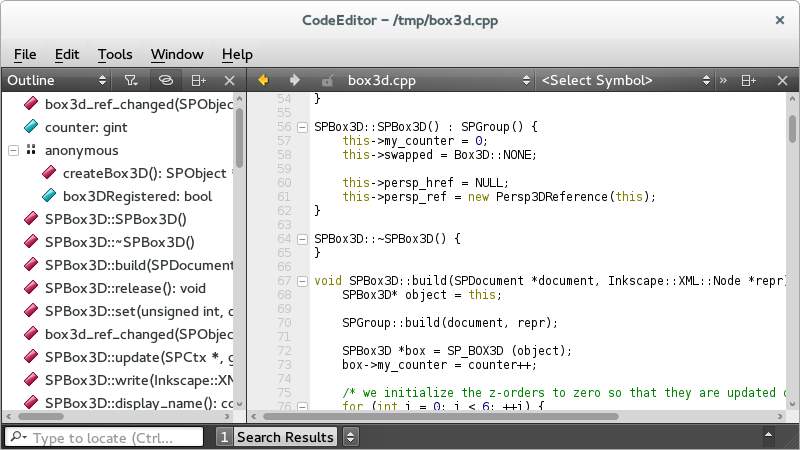 CodeEditor – /tmp/box3d.cpp
File Edit Tools Window Help
Outline
box3d.cpp
<Select Symbol>
»
box3d_ref_changed(SPObjec
counter: gint
anonymous
createBox3D(): SPObject *
box3DRegistered: bool
SPBox3D::SPBox3D()
SPBox3D::~SPBox3D()
SPBox3D::build(SPDocument
SPBox3D::release(): void
SPBox3D::set(unsigned int, c
box3d_ref_changed(SPObjec
SPBox3D::update(SPCtx *, g
SPBox3D::write(Inkscape::XM
SPBox3D::display_name(): co
54 }
55
56 SPBox3D::SPBox3D() : SPGroup() {
57 this->my_counter = 0;
58 this->swapped = Box3D::NONE;
59
60 this->persp_href = NULL;
61 this->persp_ref = new Persp3DReference(this);
62 }
63
64 SPBox3D::~SPBox3D() {
65 }
66
67 void SPBox3D::build(SPDocument *document, Inkscape::XML::Node *repr)
68 SPBox3D* object = this;
69
70 SPGroup::build(document, repr);
71
72 SPBox3D *box = SP_BOX3D (object);
73 box->my_counter = counter++;
74
75 /* we initialize the z-orders to zero so that they are updated
76 for (int i = 0; i < 6; ++i) {
Type to locate (Ctrl...
1 Search Results